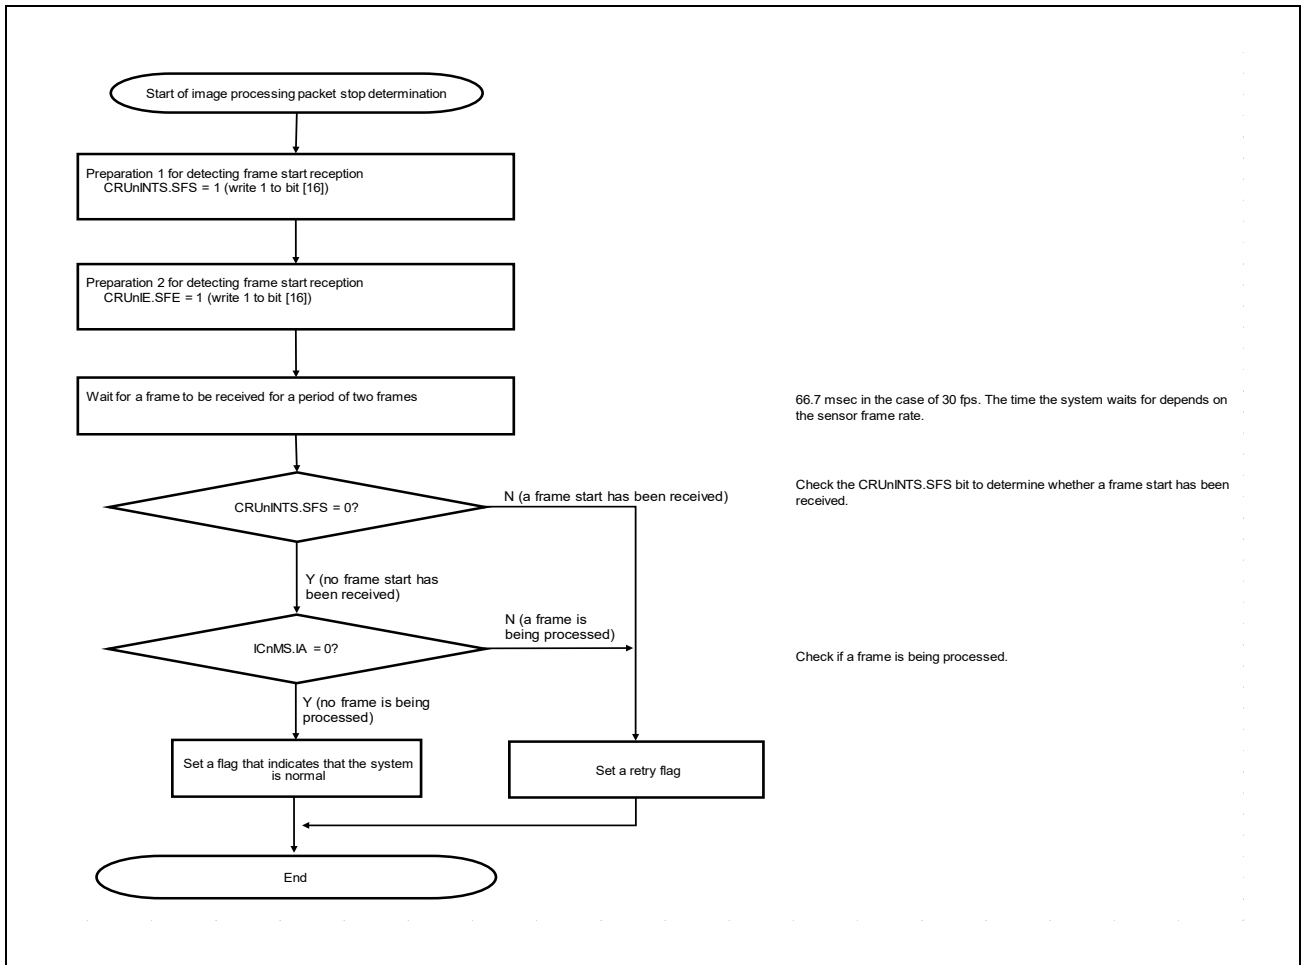 Start of image processing packet stop determination
Preparation 1 for detecting frame start reception
CRUnINTS.SFS = 1 (write 1 to bit [16])
Preparation 2 for detecting frame start reception
CRUnIE.SFE = 1 (write 1 to bit [16])
Wait for a frame to be received for a period of two frames
66.7 msec in the case of 30 fps. The time the system waits for depends on
the sensor frame rate.
CRUnINTS.SFS = 0?
N (a frame start has been received)
Check the CRUnINTS.SFS bit to determine whether a frame start has been
received.
Y (no frame start has
been received)
ICnMS.IA = 0?
N (a frame is
being processed)
Check if a frame is being processed.
Y (no frame is being
processed)
Set a flag that indicates that the system
is normal
Set a retry flag
End